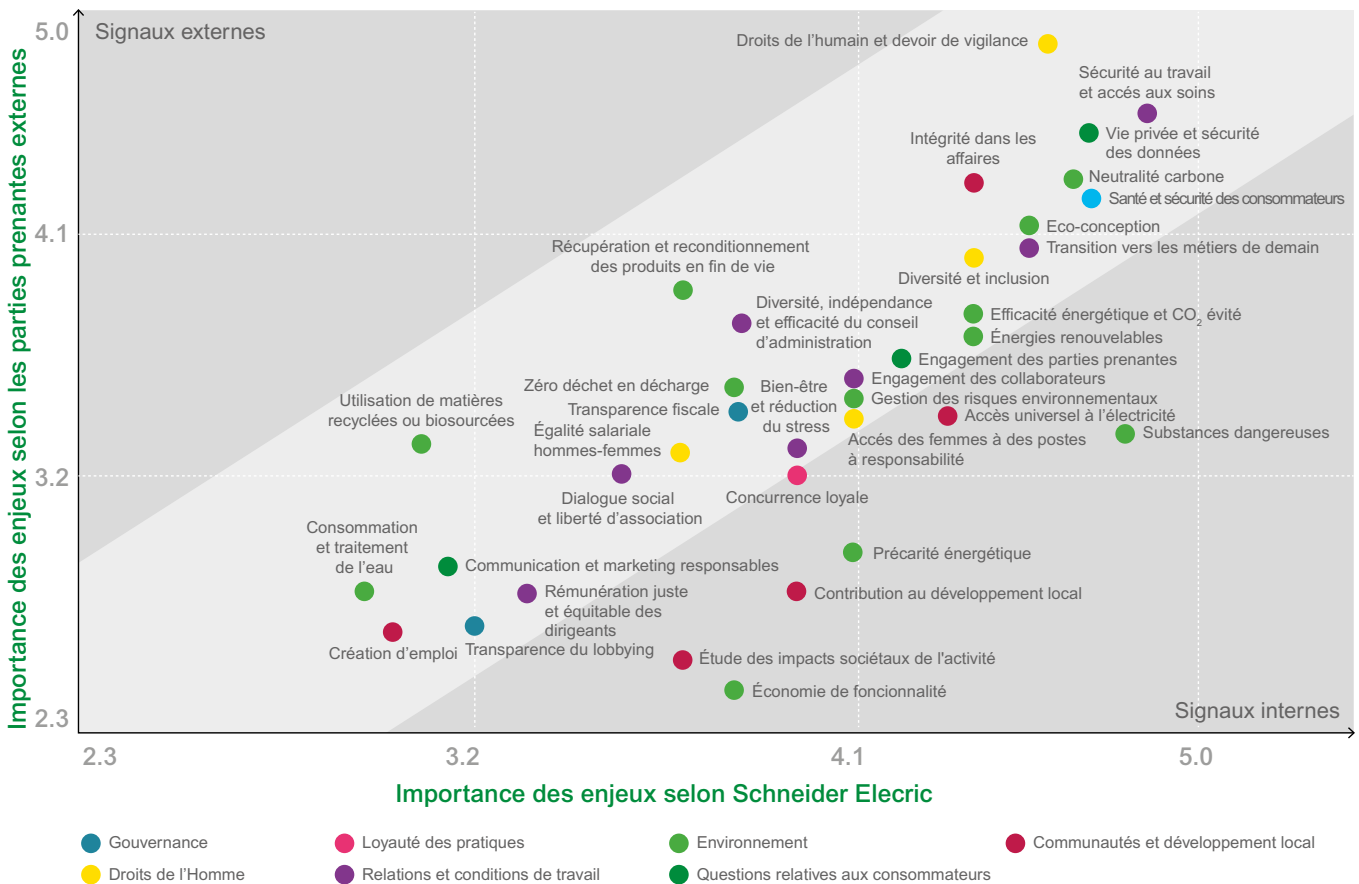 Importance des enjeux selon les parties prenantes externes
5.0
4.1
3.2
2.3
Signaux externes
Droits de l'humain et devoir de vigilance
Sécurité au travail
et accés aux soins
Vie privée et sécurité
des données
Intégrité dans les
affaires
Neutralité carbone
Santé et sécurité des consommateurs
Eco-conception
Transition vers les métiers de demain
Récupération et reconditionnement
des produits en fin de vie
Diversité et inclusion
Diversité, indépendance
et efficacité du conseil
d'administration
Efficacité énergétique et CO2 évité
Énergies renouvelables
Engagement des parties prenantes
Zéro déchet en décharge
Bien-être
et réduction
du stress
Engagement des collaborateurs
Gestion des risques environnementaux
Utilisation de matières
recyclées ou biosourcées
Transparence fiscale
Accès universel à l'électricité
Substances dangereuses
Égalité salariale
hommes-femmes
Accés des femmes à des postes
à responsabilité
Dialogue social
et liberté d'association
Concurrence loyale
Consommation
et traitement
de l'eau
Précarité énergétique
Communication et marketing responsables
Rémunération juste
et équitable des
dirigeants
Contribution au développement local
Création d'emploi
Transparence du lobbying
Étude des impacts sociétaux de l'activité
Économie de foncionnalité
Signaux internes
2.3
3.2
4.1
5.0
Importance des enjeux selon Schneider Elecric
Gouvernance
Loyauté des pratiques
Environnement
Communautés et développement local
Droits de l'Homme
Relations et conditions de travail
Questions relatives aux consommateurs